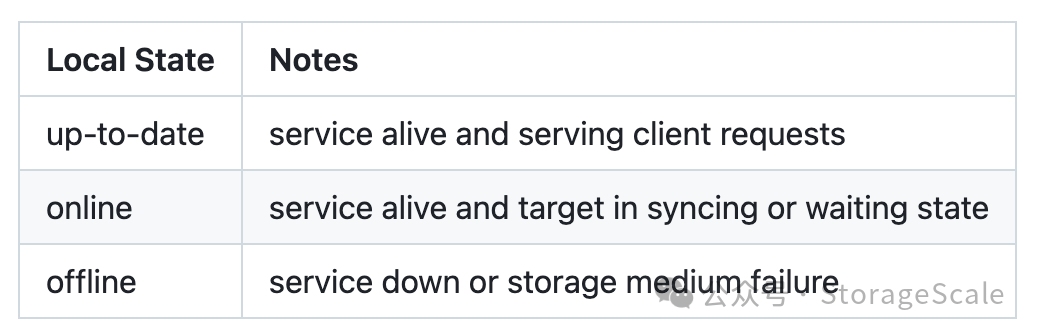 Local State Notes
up-to-date service alive and serving client requests
online service alive and target in syncing or waiting state
offline service down or storage medium failure
公众号 · StorageScale